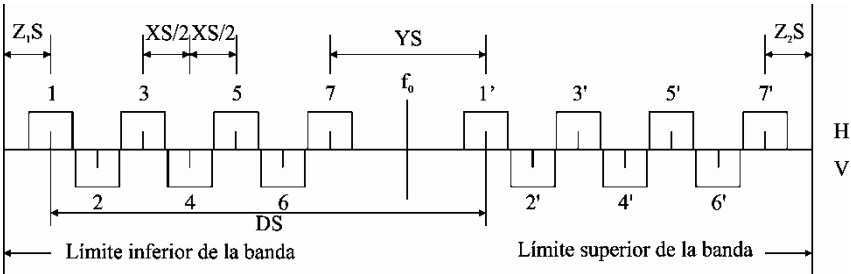 Z₁S XS/2 XS/2 YS Z₂S
1 3 5 7 f₀ 1' 3' 5' 7'
H
V
2 4 6 2' 4' 6'
DS
Límite inferior de la banda Límite superior de la banda